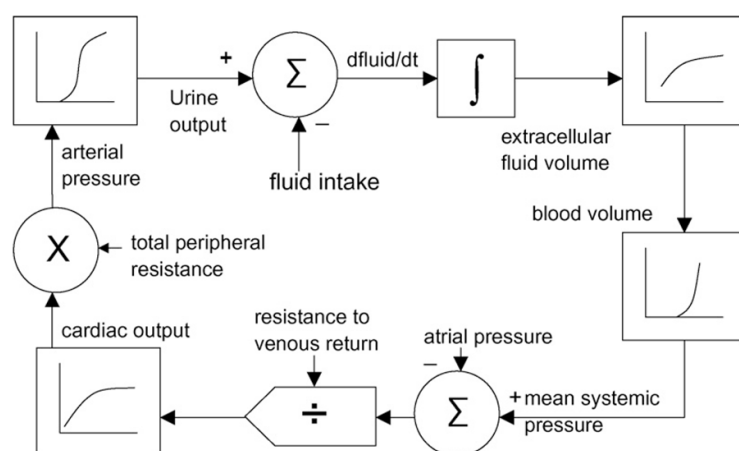 +
Σ
dfluid/dt
∫
Urine
output
–
arterial
pressure
fluid intake
extracellular
fluid volume
blood volume
X
total peripheral
resistance
cardiac output
resistance to
venous return
atrial pressure
–
÷
Σ
+ mean systemic
pressure